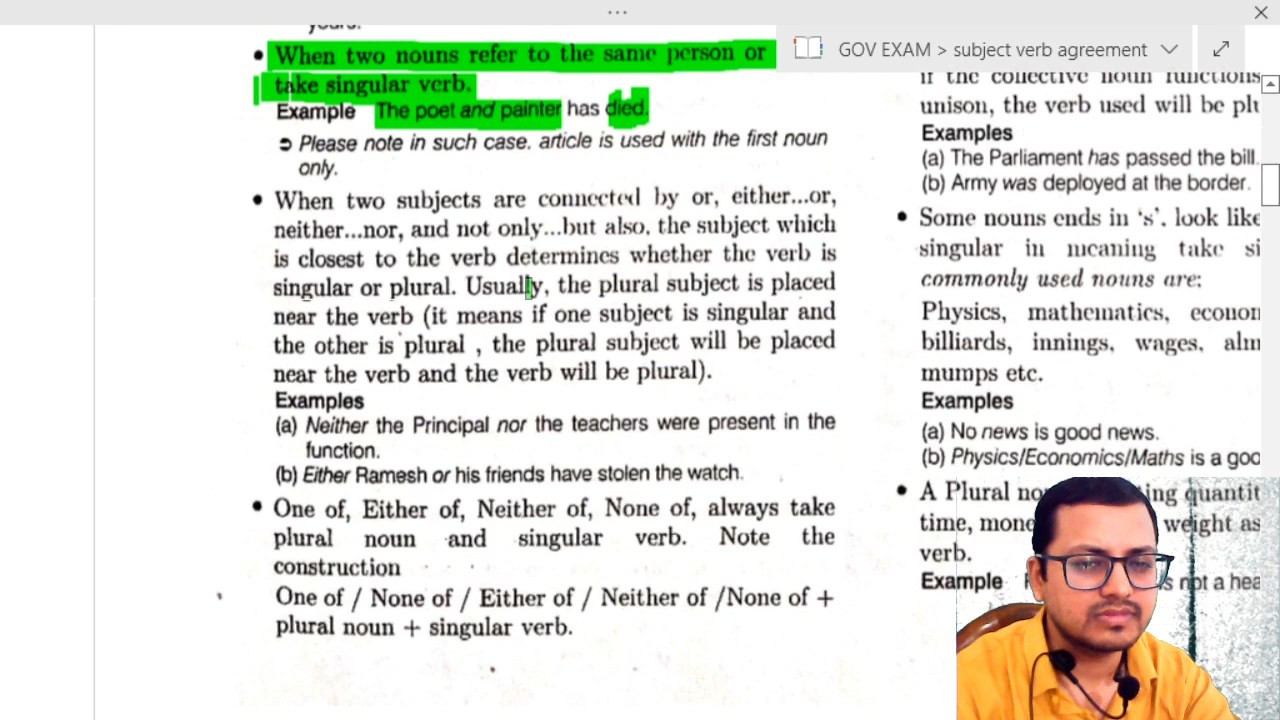 yours.
• When two nouns refer to the same person or
take singular verb.
Example The poet and painter has died.
⊃ Please note in such case, article is used with the first noun
only.
• When two subjects are connected by or, either...or,
neither...nor, and not only...but also, the subject which
is closest to the verb determines whether the verb is
singular or plural. Usually, the plural subject is placed
near the verb (it means if one subject is singular and
the other is plural , the plural subject will be placed
near the verb and the verb will be plural).
Examples
(a) Neither the Principal nor the teachers were present in the
function.
(b) Either Ramesh or his friends have stolen the watch.
• One of, Either of, Neither of, None of, always take
plural noun and singular verb. Note the
construction
One of / None of / Either of / Neither of /None of +
plural noun + singular verb.
GOV EXAM > subject verb agreement
if the collective noun functions
unison, the verb used will be
Examples
(a) The Parliament has passed the bill.
(b) Army was deployed at the border.
• Some nouns ends in ‘s’, look like
singular in meaning take
commonly used nouns are:
Physics, mathematics,
billiards, innings, wages,
mumps etc.
Examples
(a) No news is good news.
(b) Physics/Economics/Maths is a
• A Plural
time, weight as
verb.
Example not a